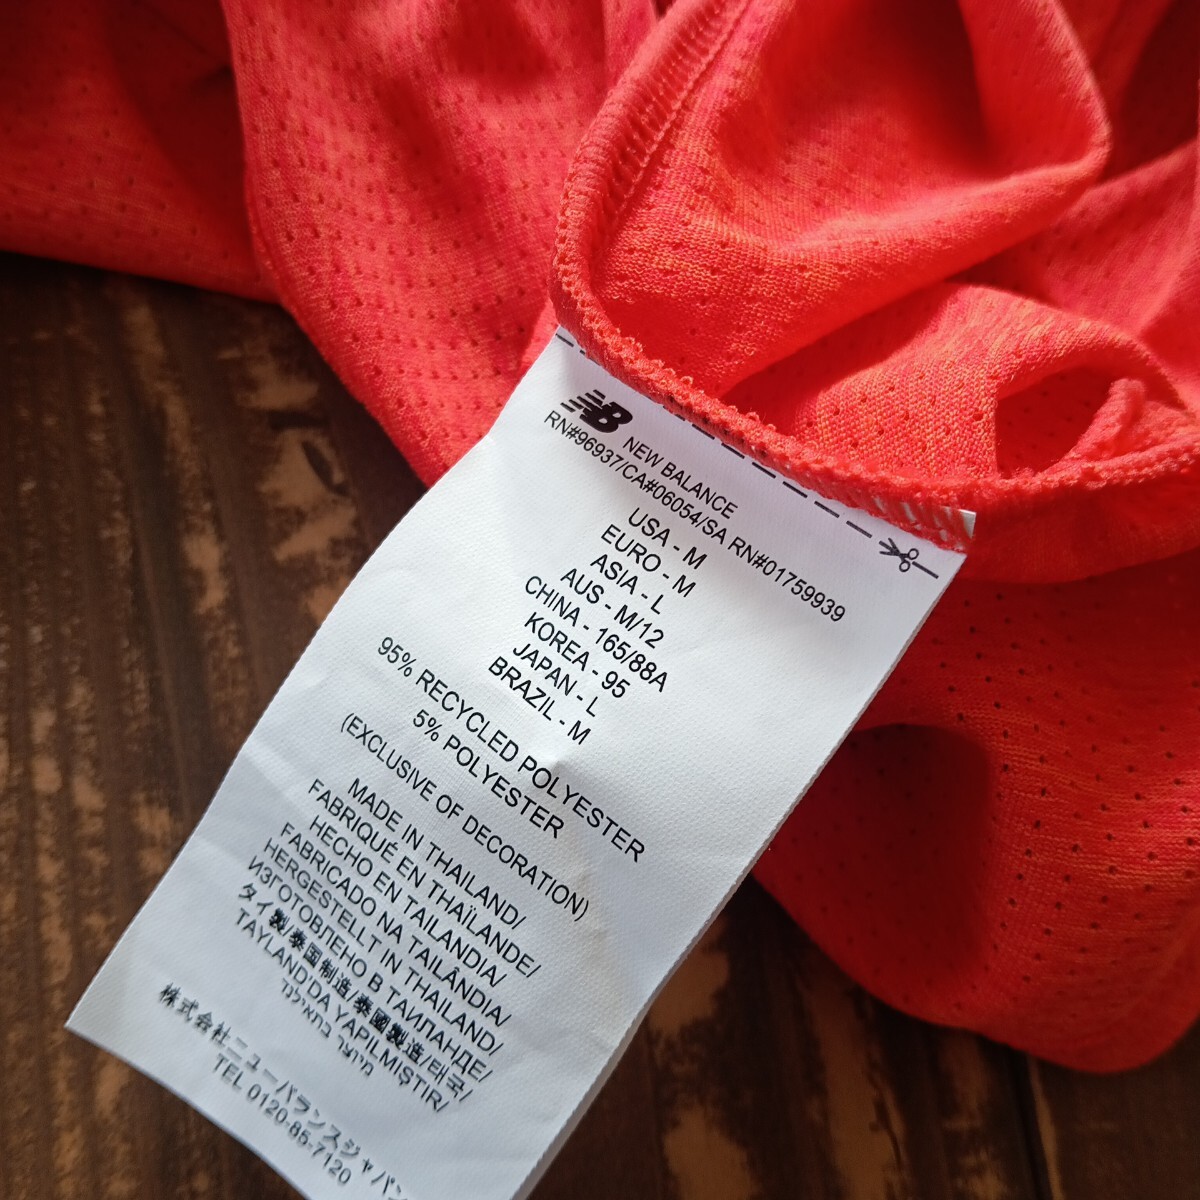 NB
NEW BALANCE
RN#96937/CA#06054/SA RN#01759939
USA - M
EURO - M
ASIA - L
AUS - M/12
CHINA - 165/88A
KOREA - 95
JAPAN - L
BRAZIL - M
95% RECYCLED POLYESTER
5% POLYESTER
(EXCLUSIVE OF DECORATION)
MADE IN THAILAND/
FABRIQUÉ EN THAÏLANDE/
HECHO EN TAILANDIA/
FABRICADO NA TAILÂNDIA/
HERGESTELLT IN THAILAND/
ИЗГОТОВЛЕНО В ТАИЛАНДЕ/
タイ製/泰国制造/泰國製造/태국/
TAYLAND'DA YAPILMIŞTIR/
מיוצר בתאילנד
株式会社ニューバランスジャパン
TEL 0120-85-7120